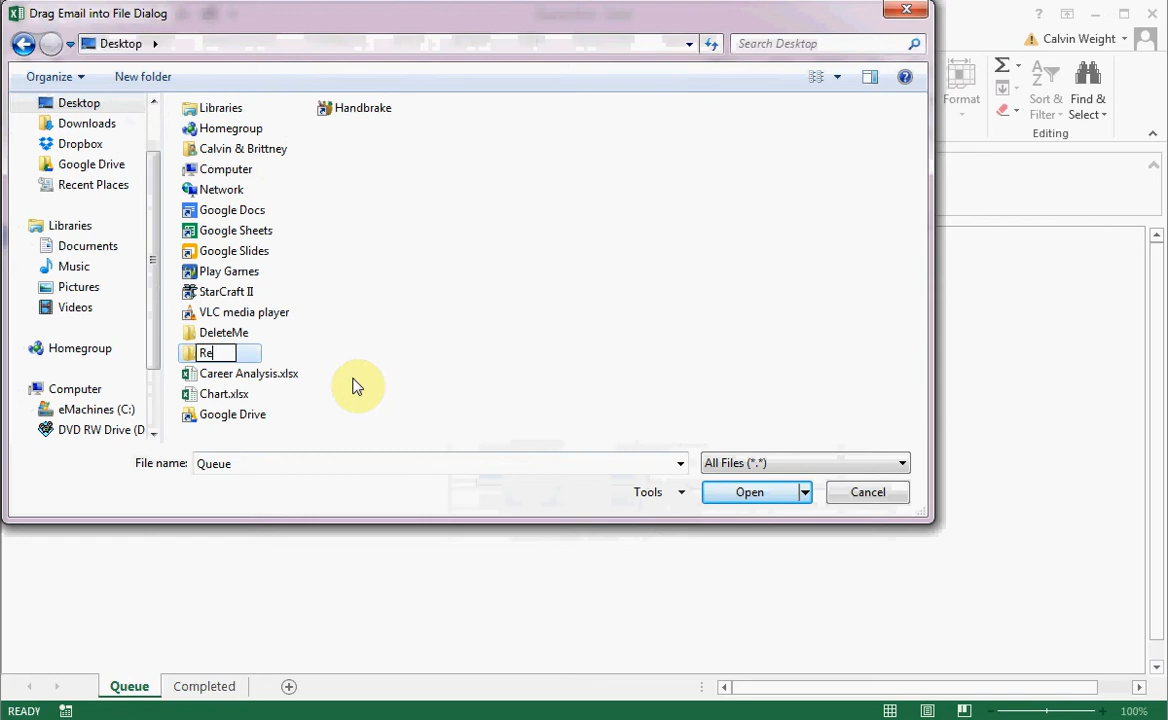 Drag Email into File Dialog
Calvin Weight
Desktop
Search Desktop
Organize
New folder
Format
Sort & Filter
Find & Select
Editing
Desktop
Downloads
Dropbox
Google Drive
Recent Places
Libraries
Documents
Music
Pictures
Videos
Homegroup
Computer
eMachines (C:)
DVD RW Drive (D
Libraries
Homegroup
Calvin & Brittney
Computer
Network
Google Docs
Google Sheets
Google Slides
Play Games
StarCraft II
VLC media player
DeleteMe
Re
Career Analysis.xlsx
Chart.xlsx
Google Drive
Handbrake
File name:
Queue
All Files (*.*)
Tools
Open
Cancel
Queue
Completed
READY
100%